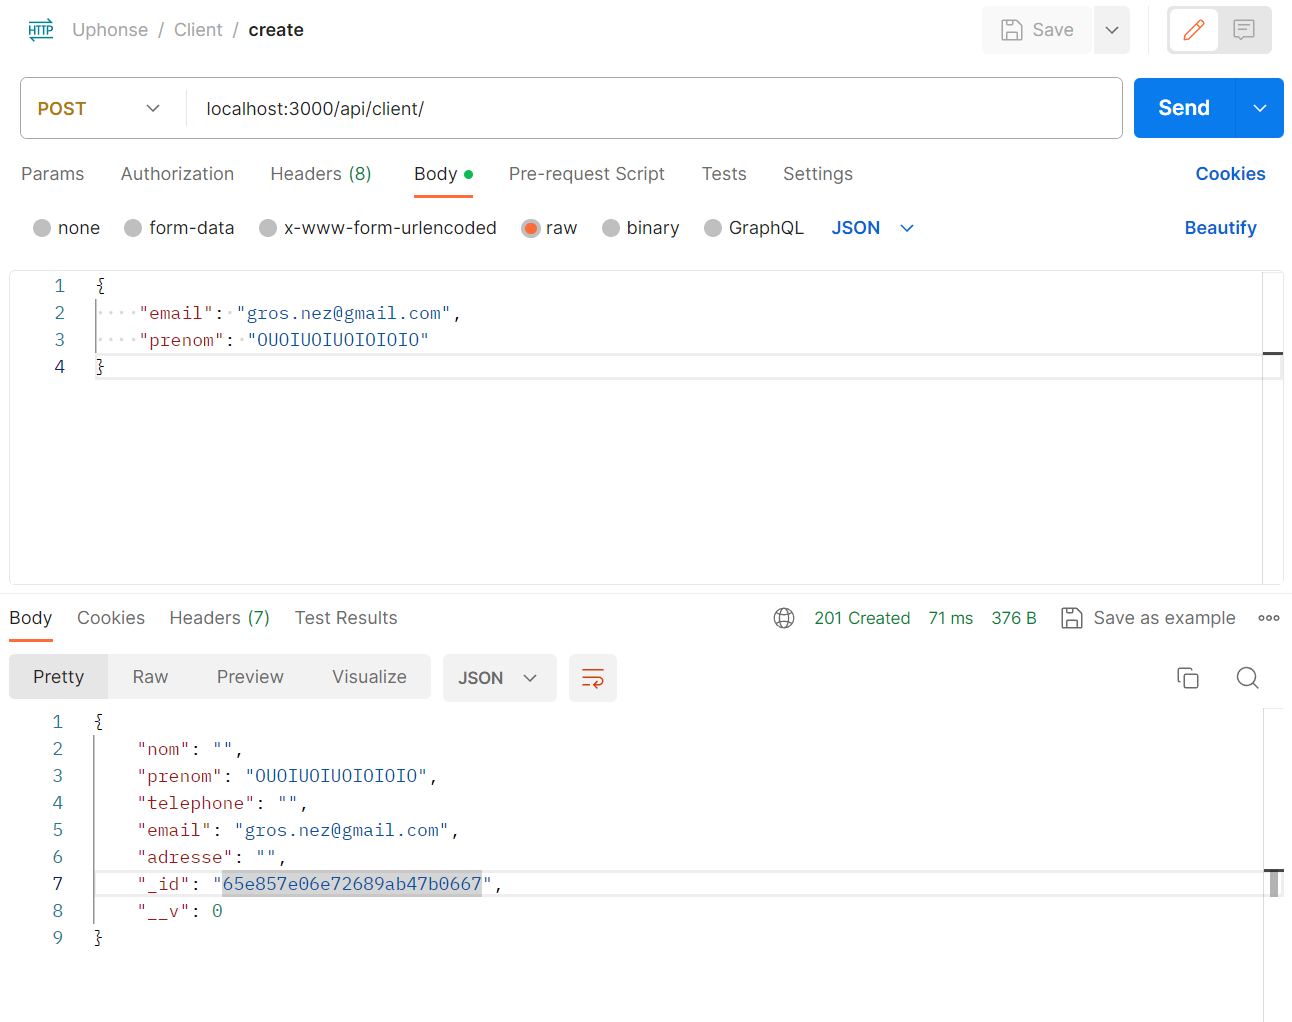 HTTP Uphonse / Client / create Save
POST localhost:3000/api/client/ Send
Params Authorization Headers (8) Body Pre-request Script Tests Settings Cookies
none form-data x-www-form-urlencoded raw binary GraphQL JSON Beautify
1 {
2 "email": "gros.nez@gmail.com",
3 "prenom": "OUOIUOIUOIOIOIO"
4 }
Body Cookies Headers (7) Test Results 201 Created 71 ms 376 B Save as example
Pretty Raw Preview Visualize JSON
1 {
2 "nom": "",
3 "prenom": "OUOIUOIUOIOIOIO",
4 "telephone": "",
5 "email": "gros.nez@gmail.com",
6 "adresse": "",
7 "_id": "65e857e06e72689ab47b0667",
8 "__v": 0
9 }